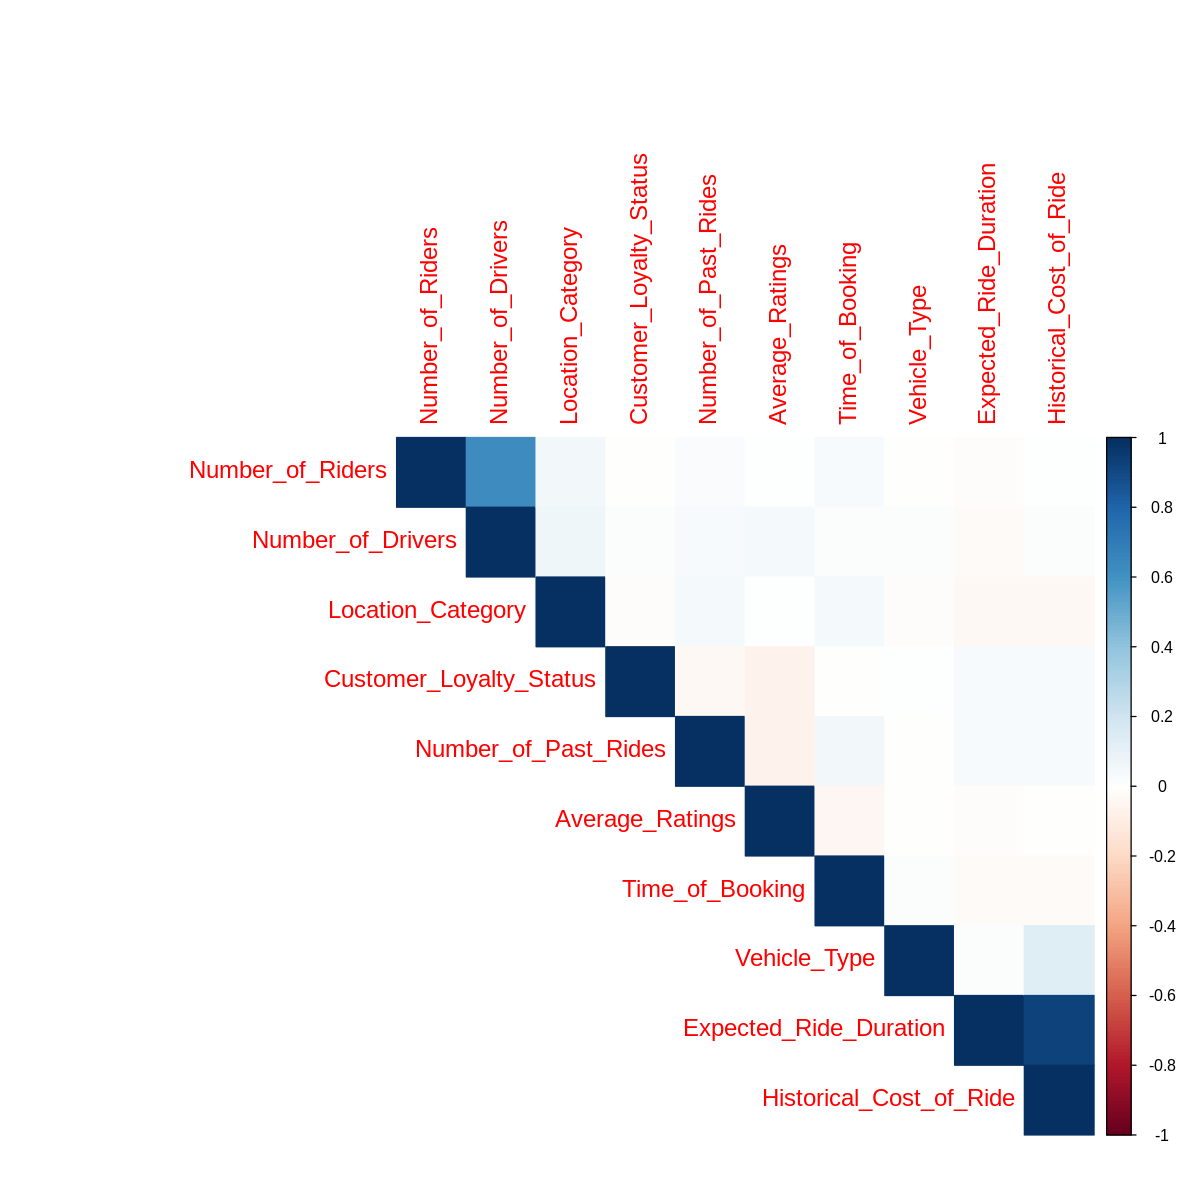 Number_of_Riders
Number_of_Drivers
Location_Category
Customer_Loyalty_Status
Number_of_Past_Rides
Average_Ratings
Time_of_Booking
Vehicle_Type
Expected_Ride_Duration
Historical_Cost_of_Ride
Number_of_Riders
Number_of_Drivers
Location_Category
Customer_Loyalty_Status
Number_of_Past_Rides
Average_Ratings
Time_of_Booking
Vehicle_Type
Expected_Ride_Duration
Historical_Cost_of_Ride
1
0.8
0.6
0.4
0.2
0
-0.2
-0.4
-0.6
-0.8
-1